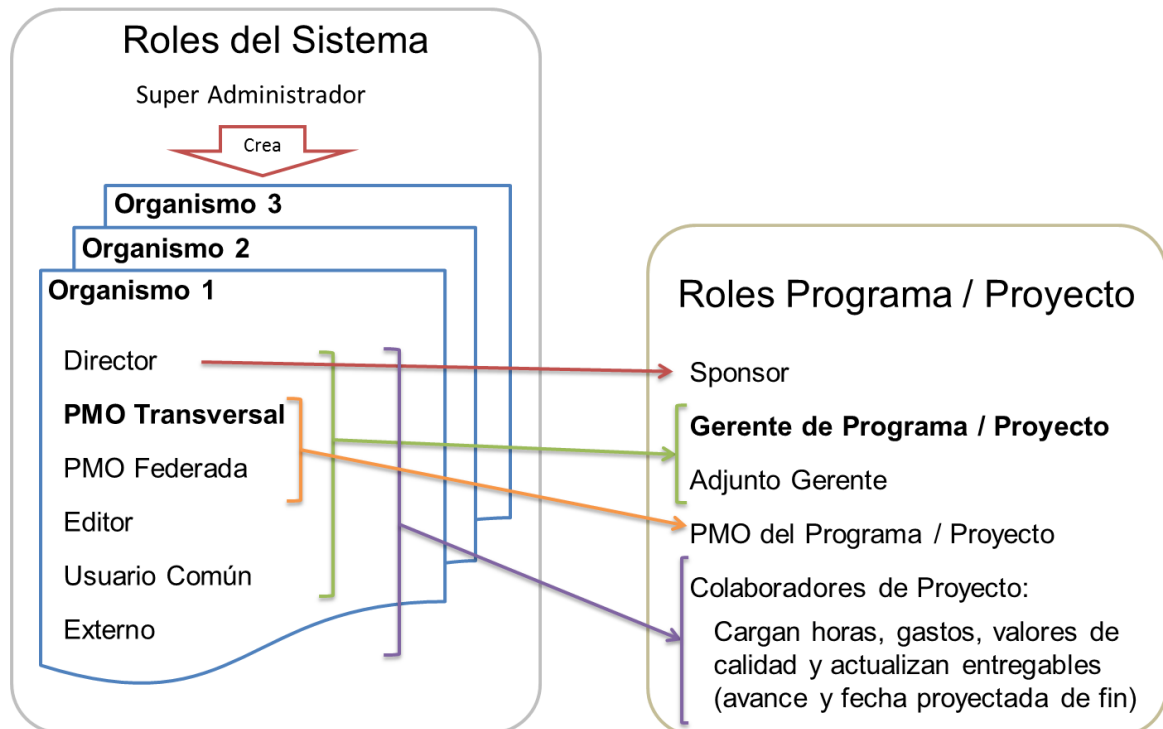 Roles del Sistema
Super Administrador
Crea
Organismo 3
Organismo 2
Organismo 1
Director
PMO Transversal
PMO Federada
Editor
Usuario Común
Externo
Roles Programa / Proyecto
Sponsor
Gerente de Programa / Proyecto
Adjunto Gerente
PMO del Programa / Proyecto
Colaboradores de Proyecto:
Cargan horas, gastos, valores de
calidad y actualizan entregables
(avance y fecha proyectada de fin)